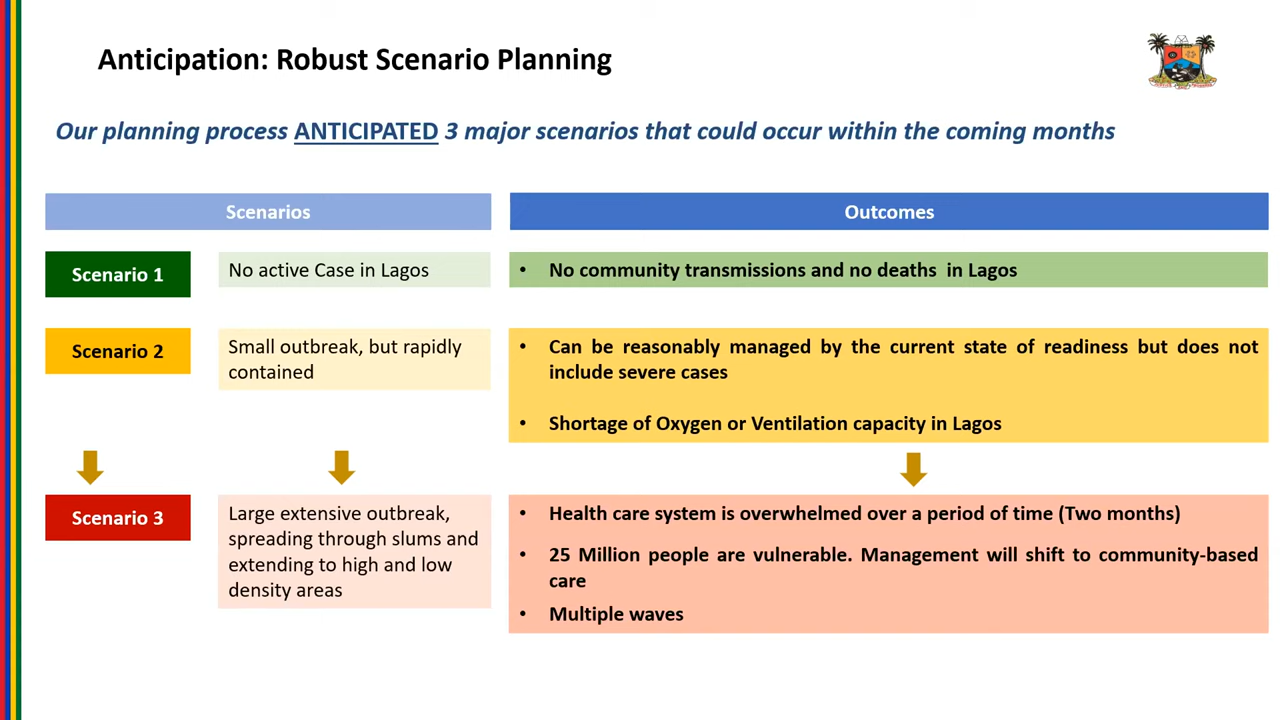 Anticipation: Robust Scenario Planning
Our planning process ANTICIPATED 3 major scenarios that could occur within the coming months
Scenarios
Outcomes
Scenario 1
No active Case in Lagos
• No community transmissions and no deaths in Lagos
Scenario 2
Small outbreak, but rapidly
contained
• Can be reasonably managed by the current state of readiness but does not
include severe cases
• Shortage of Oxygen or Ventilation capacity in Lagos
Scenario 3
Large extensive outbreak,
spreading through slums and
extending to high and low
density areas
• Health care system is overwhelmed over a period of time (Two months)
• 25 Million people are vulnerable. Management will shift to community-based
care
• Multiple waves